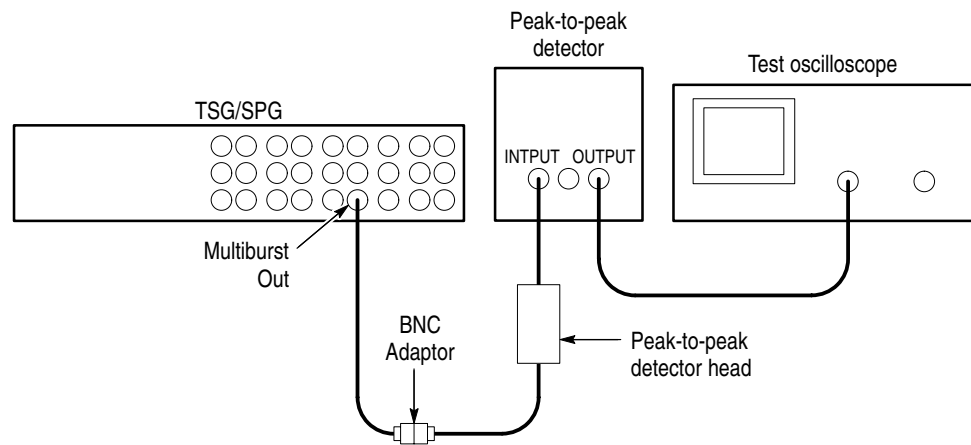 Peak-to-peak
detector
Test oscilloscope
TSG/SPG
INTPUT
OUTPUT
Multiburst
Out
BNC
Adaptor
Peak-to-peak
detector head